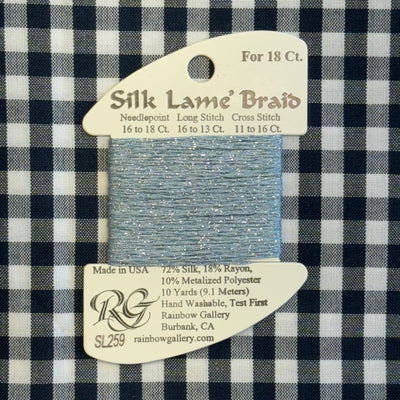 For 18 Ct.
Silk Lame' Braid
Needlepoint Long Stitch Cross Stitch
16 to 18 Ct. 16 to 13 Ct. 11 to 16 Ct.
Made in USA 72% Silk, 18% Rayon,
10% Metalized Polyester
10 Yards (9.1 Meters)
Hand Washable, Test First
Rainbow Gallery
Burbank, CA
RG
SL259
rainbowgallery.com